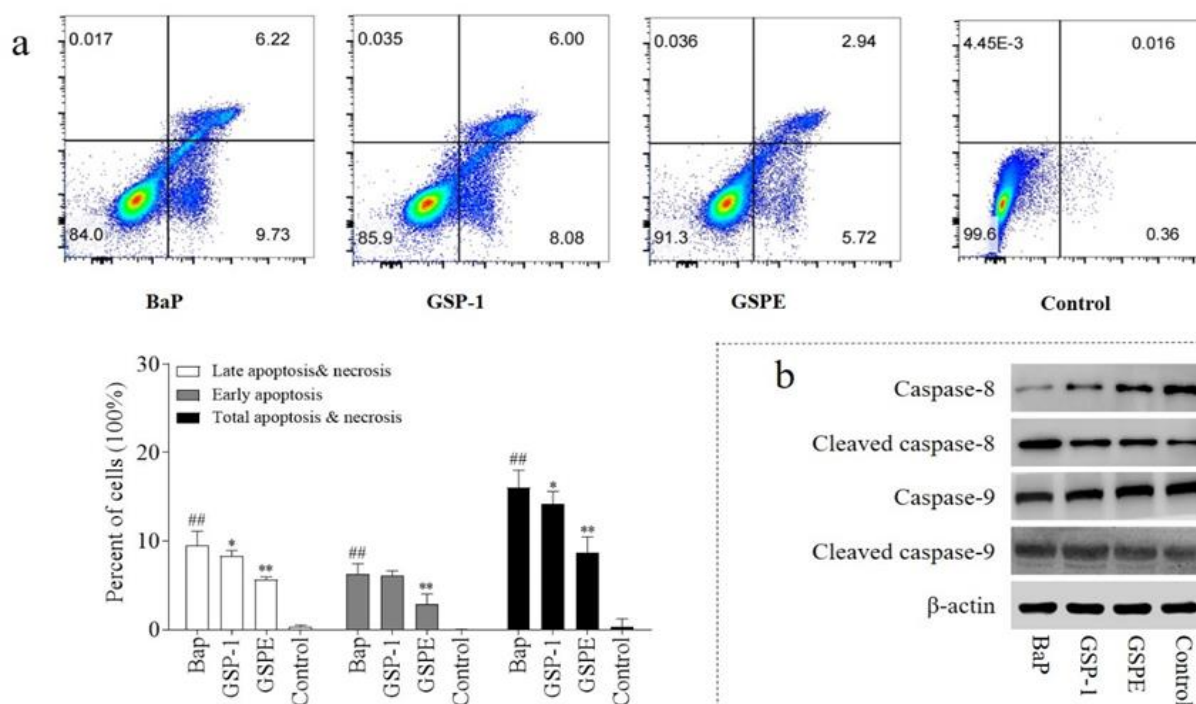 a
0.017 6.22
84.0 9.73
BaP
0.035 6.00
85.9 8.08
GSP-1
0.036 2.94
91.3 5.72
GSPE
4.45E-3 0.016
99.6 0.36
Control
Percent of cells (100%)
30
20
10
0
Late apoptosis& necrosis
Early apoptosis
Total apoptosis & necrosis
## * **
## **
## * **
Bap GSP-1 GSPE Control
Bap GSP-1 GSPE Control
Bap GSP-1 GSPE Control
b
Caspase-8
Cleaved caspase-8
Caspase-9
Cleaved caspase-9
β-actin
BaP GSP-1 GSPE Control